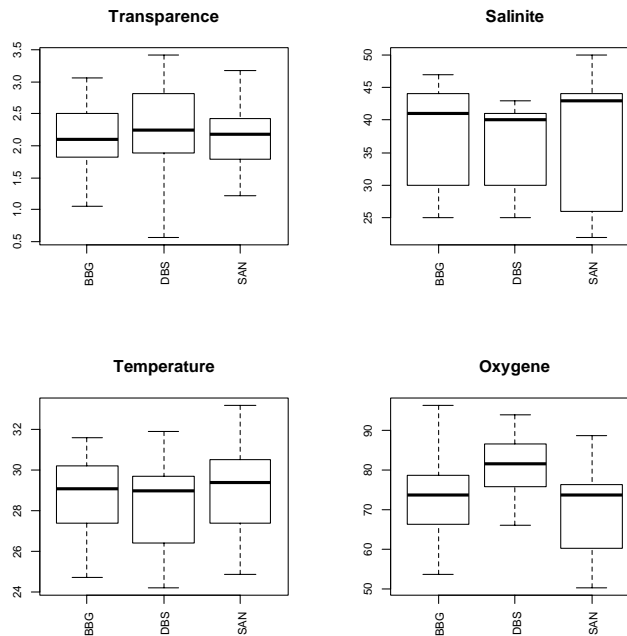 Transparence
3.5
3.0
2.5
2.0
1.5
1.0
0.5
BBG
DBS
SAN
Salinite
50
45
40
35
30
25
BBG
DBS
SAN
Temperature
32
30
28
26
24
BBG
DBS
SAN
Oxygene
90
80
70
60
50
BBG
DBS
SAN